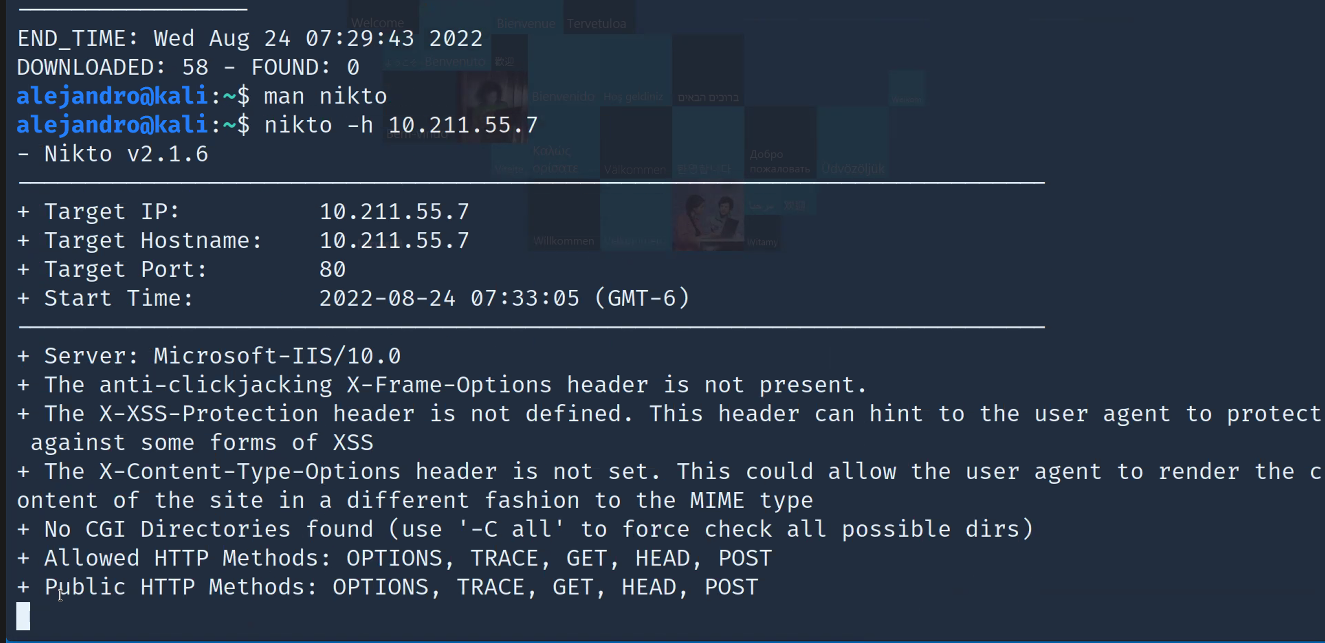 Welcome Bienvenue Tervetuloa
END_TIME: Wed Aug 24 07:29:43 2022
DOWNLOADED: 58 - FOUND: 0
alejandro@kali:~$ man nikto
alejandro@kali:~$ nikto -h 10.211.55.7
- Nikto v2.1.6
+ Target IP: 10.211.55.7
+ Target Hostname: 10.211.55.7
+ Target Port: 80
+ Start Time: 2022-08-24 07:33:05 (GMT-6)
Willkommen
+ Server: Microsoft-IIS/10.0
+ The anti-clickjacking X-Frame-Options header is not present.
+ The X-XSS-Protection header is not defined. This header can hint to the user agent to protect
against some forms of XSS
+ The X-Content-Type-Options header is not set. This could allow the user agent to render the c
ontent of the site in a different fashion to the MIME type
+ No CGI Directories found (use '-C all' to force check all possible dirs)
+ Allowed HTTP Methods: OPTIONS, TRACE, GET, HEAD, POST
+ Public HTTP Methods: OPTIONS, TRACE, GET, HEAD, POST